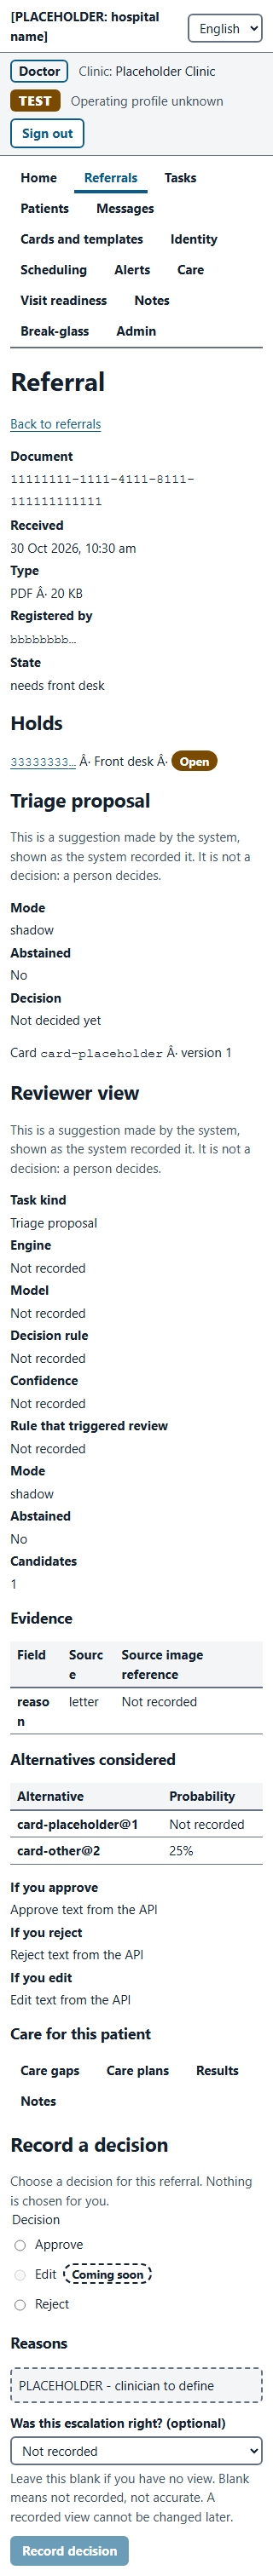 [PLACEHOLDER: hospital
name]
English
Doctor
Clinic: Placeholder Clinic
TEST
Operating profile unknown
Sign out
Home
Referrals
Tasks
Patients
Messages
Cards and templates
Identity
Scheduling
Alerts
Care
Visit readiness
Notes
Break-glass
Admin
Referral
Back to referrals
Document
11111111-1111-4111-8111-
111111111111
Received
30 Oct 2026, 10:30 am
Type
PDF Â· 20 KB
Registered by
bbbbbbbb…
State
needs front desk
Holds
33333333… Â· Front desk Â· Open
Triage proposal
This is a suggestion made by the system,
shown as the system recorded it. It is not a
decision: a person decides.
Mode
shadow
Abstained
No
Decision
Not decided yet
Card card-placeholder Â· version 1
Reviewer view
This is a suggestion made by the system,
shown as the system recorded it. It is not a
decision: a person decides.
Task kind
Triage proposal
Engine
Not recorded
Model
Not recorded
Decision rule
Not recorded
Confidence
Not recorded
Rule that triggered review
Not recorded
Mode
shadow
Abstained
No
Candidates
1
Evidence
Field Sourc Source image
e reference
reaso letter Not recorded
n
Alternatives considered
Alternative Probability
card-placeholder@1 Not recorded
card-other@2 25%
If you approve
Approve text from the API
If you reject
Reject text from the API
If you edit
Edit text from the API
Care for this patient
Care gaps
Care plans
Results
Notes
Record a decision
Choose a decision for this referral. Nothing
is chosen for you.
Decision
Approve
Edit Coming soon
Reject
Reasons
PLACEHOLDER - clinician to define
Was this escalation right? (optional)
Not recorded
Leave this blank if you have no view. Blank
means not recorded, not accurate. A
recorded view cannot be changed later.
Record decision